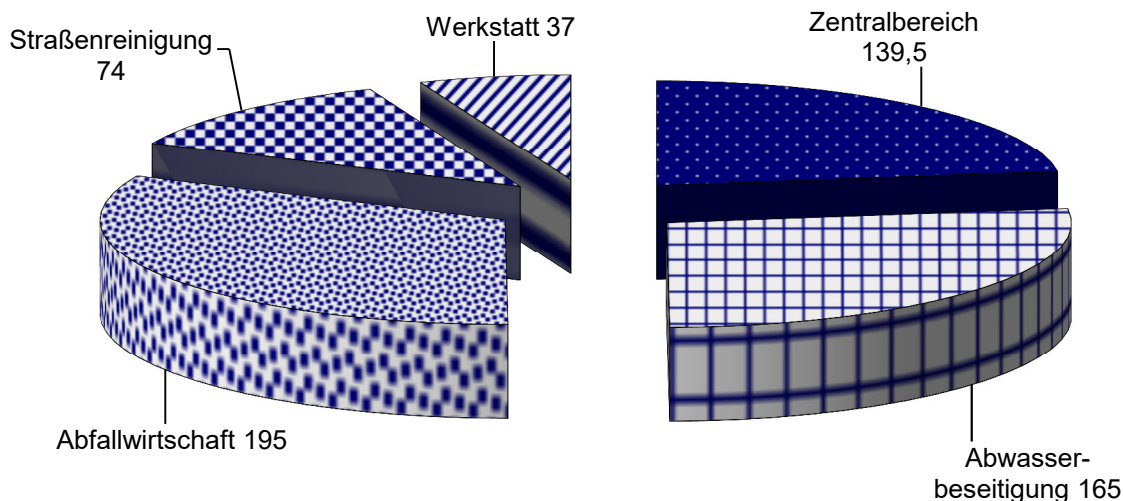 Straßenreinigung
74
Werkstatt 37
Zentralbereich
139,5
Abfallwirtschaft 195
Abwasser-
beseitigung 165